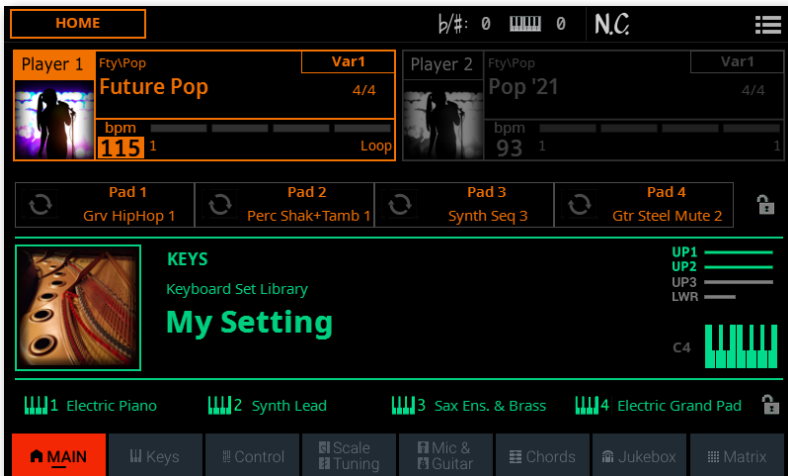 HOME
♭/#: 0
0
N.C.
Player 1
Fty\Pop
Var1
Future Pop
4/4
bpm
115
1
Loop
Player 2
Fty\Pop
Var1
Pop '21
4/4
bpm
93
1
1
Pad 1
Grv HipHop 1
Pad 2
Perc Shak+Tamb 1
Pad 3
Synth Seq 3
Pad 4
Gtr Steel Mute 2
KEYS
Keyboard Set Library
My Setting
UP1
UP2
UP3
LWR
C4
1 Electric Piano
2 Synth Lead
3 Sax Ens. & Brass
4 Electric Grand Pad
MAIN
Keys
Control
Scale
Tuning
Mic &
Guitar
Chords
Jukebox
Matrix